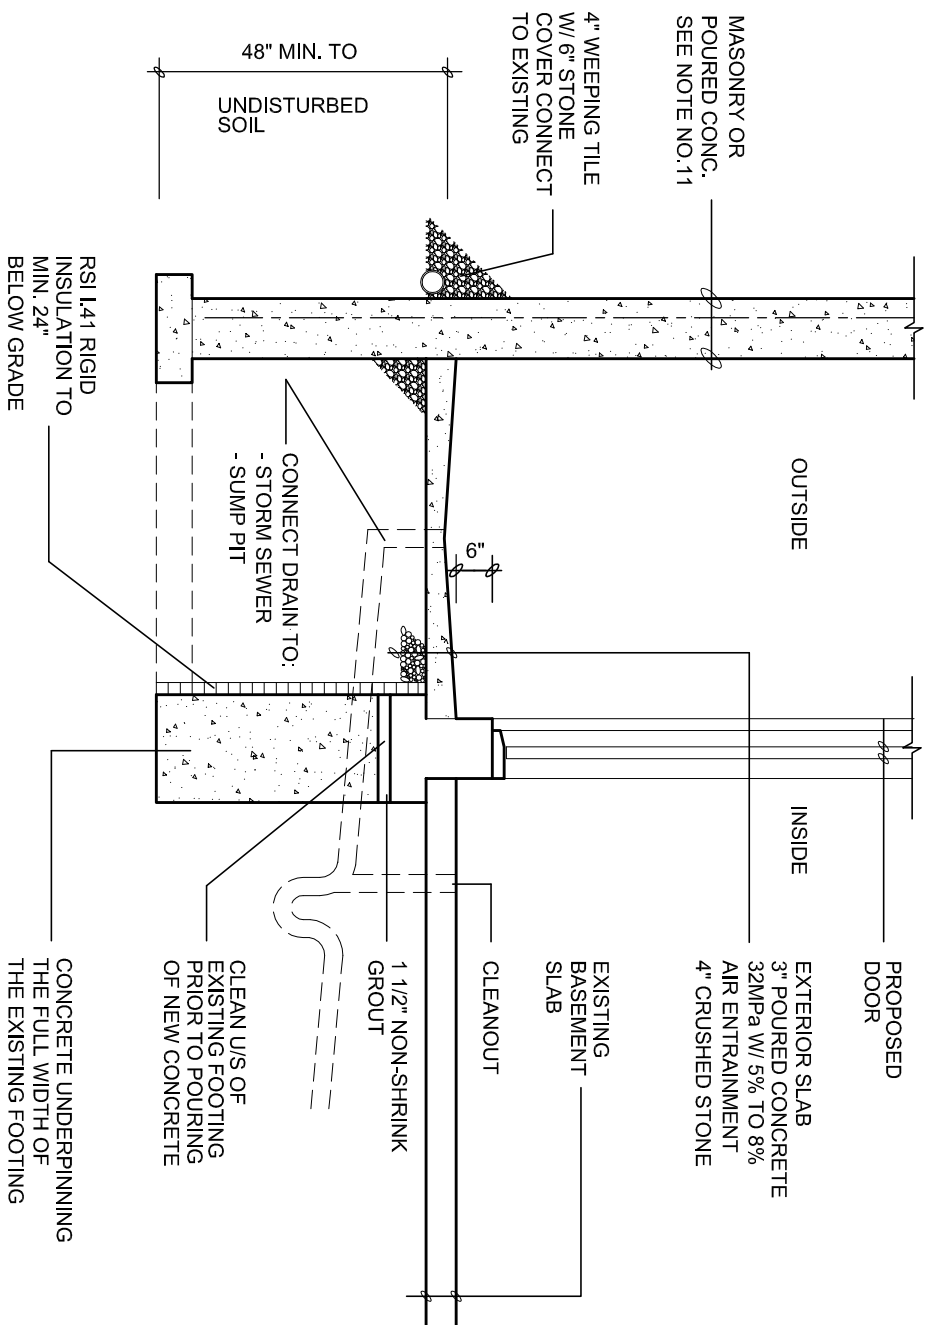 MASONRY OR
POURED CONC.
SEE NOTE NO.11
4" WEEPING TILE
W/ 6" STONE
COVER CONNECT
TO EXISTING
48" MIN. TO
UNDISTURBED
SOIL
OUTSIDE
6"
CONNECT DRAIN TO:
- STORM SEWER
- SUMP PIT
RSI 1.41 RIGID
INSULATION TO
MIN. 24"
BELOW GRADE
INSIDE
PROPOSED
DOOR
EXTERIOR SLAB
3" POURED CONCRETE
32MPa W/ 5% TO 8%
AIR ENTRAINMENT
4" CRUSHED STONE
EXISTING
BASEMENT
SLAB
CLEANOUT
1 1/2" NON-SHRINK
GROUT
CLEAN U/S OF
EXISTING FOOTING
PRIOR TO POURING
OF NEW CONCRETE
CONCRETE UNDERPINNING
THE FULL WIDTH OF
THE EXISTING FOOTING